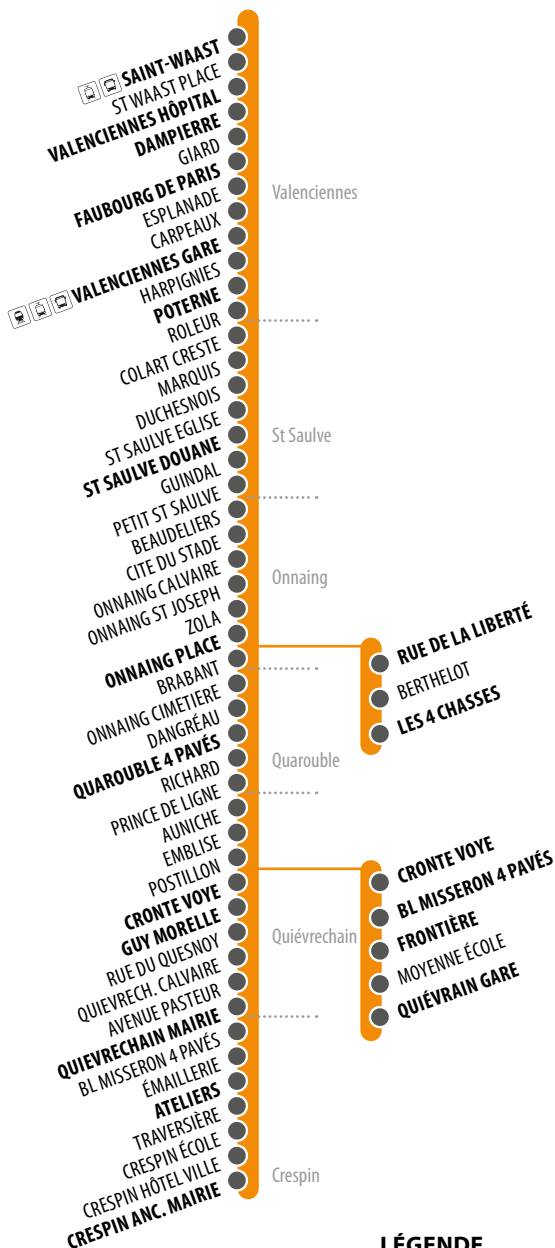 SAINT-WAAST
ST WAAST PLACE
VALENCIENNES HÔPITAL
DAMPIERRE
GIARD
FAUBOURG DE PARIS
ESPLANADE
CARPEAUX
VALENCIENNES GARE
HARPIGNIES
POTERNE
ROLEUR
COLART CRESTE
MARQUIS
DUCHESNOIS
ST SAULVE EGLISE
ST SAULVE DOUANE
GUINDAL
PETIT ST SAULVE
BEAUDELIERS
CITE DU STADE
ONNAING CALVAIRE
ONNAING ST JOSEPH
ZOLA
ONNAING PLACE
BRABANT
ONNAING CIMETIERE
DANGRÉAU
QUAROUBLE 4 PAVÉS
RICHARD
PRINCE DE LIGNE
AUNICHE
EMBLISE
POSTILLON
CRONTE VOYE
GUY MORELLE
RUE DU QUESNOY
QUIEVRECH. CALVAIRE
AVENUE PASTEUR
QUIEVRECHAIN MAIRIE
BL MISSERON 4 PAVÉS
ÉMAILLERIE
ATELIERS
TRAVERSIÈRE
CRESPIN ÉCOLE
CRESPIN HÔTEL VILLE
CRESPIN ANC. MAIRIE
Valenciennes
St Saulve
Onnaing
Quarouble
Quiévrechain
Crespin
RUE DE LA LIBERTÉ
BERTHELOT
LES 4 CHASSES
CRONTE VOYE
BL MISSERON 4 PAVÉS
FRONTIÈRE
MOYENNE ÉCOLE
QUIÉVRAIN GARE
LÉGENDE